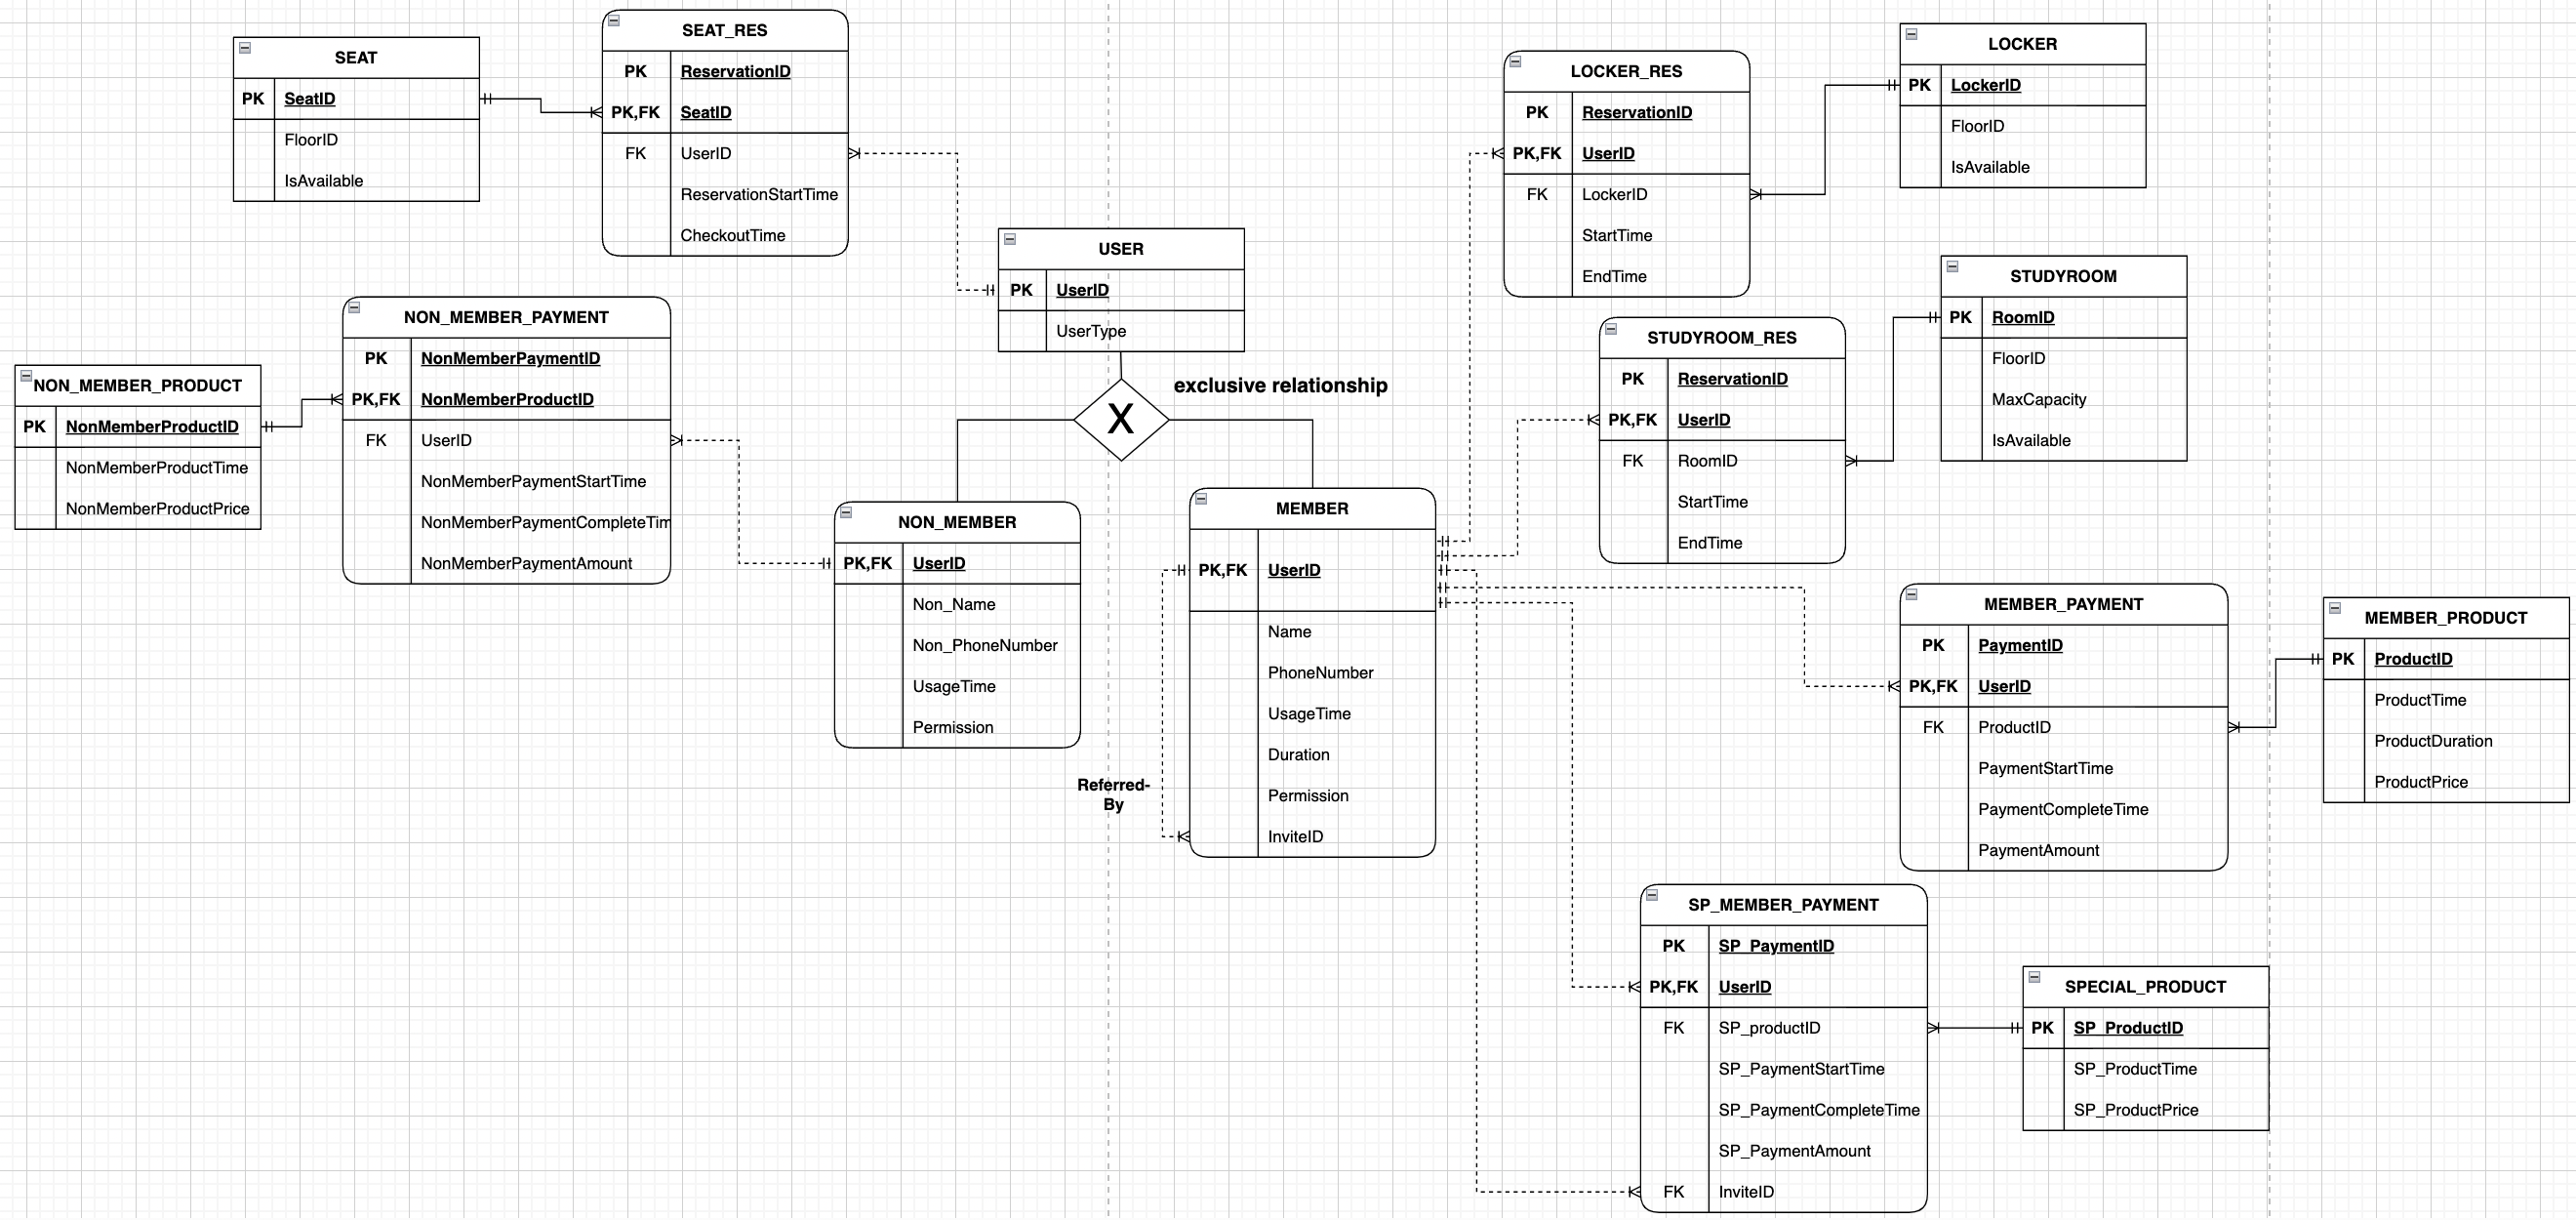 SEAT
PK SeatID
FloorID
IsAvailable
SEAT_RES
PK ReservationID
PK,FK SeatID
FK UserID
ReservationStartTime
CheckoutTime
LOCKER_RES
PK ReservationID
PK,FK UserID
FK LockerID
StartTime
EndTime
LOCKER
PK LockerID
FloorID
IsAvailable
USER
PK UserID
UserType
STUDYROOM
PK RoomID
FloorID
MaxCapacity
IsAvailable
STUDYROOM_RES
PK ReservationID
PK,FK UserID
FK RoomID
StartTime
EndTime
NON_MEMBER_PRODUCT
PK NonMemberProductID
NonMemberProductTime
NonMemberProductPrice
NON_MEMBER_PAYMENT
PK NonMemberPaymentID
PK,FK NonMemberProductID
FK UserID
NonMemberPaymentStartTime
NonMemberPaymentCompleteTim
NonMemberPaymentAmount
exclusive relationship
X
NON_MEMBER
PK,FK UserID
Non_Name
Non_PhoneNumber
UsageTime
Permission
MEMBER
PK,FK UserID
Name
PhoneNumber
UsageTime
Duration
Permission
InviteID
Referred-
By
MEMBER_PAYMENT
PK PaymentID
PK,FK UserID
FK ProductID
PaymentStartTime
PaymentCompleteTime
PaymentAmount
MEMBER_PRODUCT
PK ProductID
ProductTime
ProductDuration
ProductPrice
SP_MEMBER_PAYMENT
PK SP_PaymentID
PK,FK UserID
FK SP_productID
SP_PaymentStartTime
SP_PaymentCompleteTime
SP_PaymentAmount
FK InviteID
SPECIAL_PRODUCT
PK SP_ProductID
SP_ProductTime
SP_ProductPrice